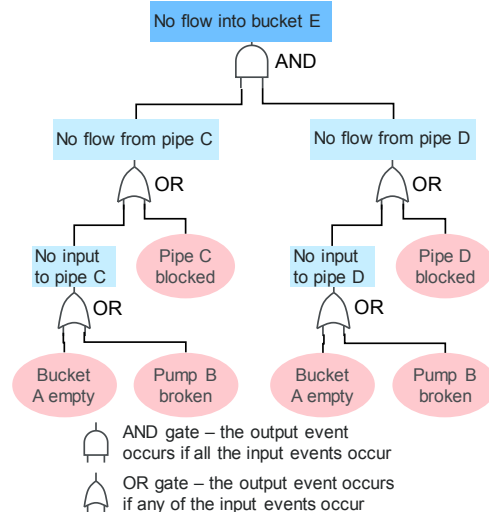 No flow into bucket E
AND
No flow from pipe C
No flow from pipe D
OR
OR
No input
to pipe C
Pipe C
blocked
No input
to pipe D
Pipe D
blocked
OR
OR
Bucket
A empty
Pump B
broken
Bucket
A empty
Pump B
broken
AND gate – the output event
occurs if all the input events occur
OR gate – the output event occurs
if any of the input events occur